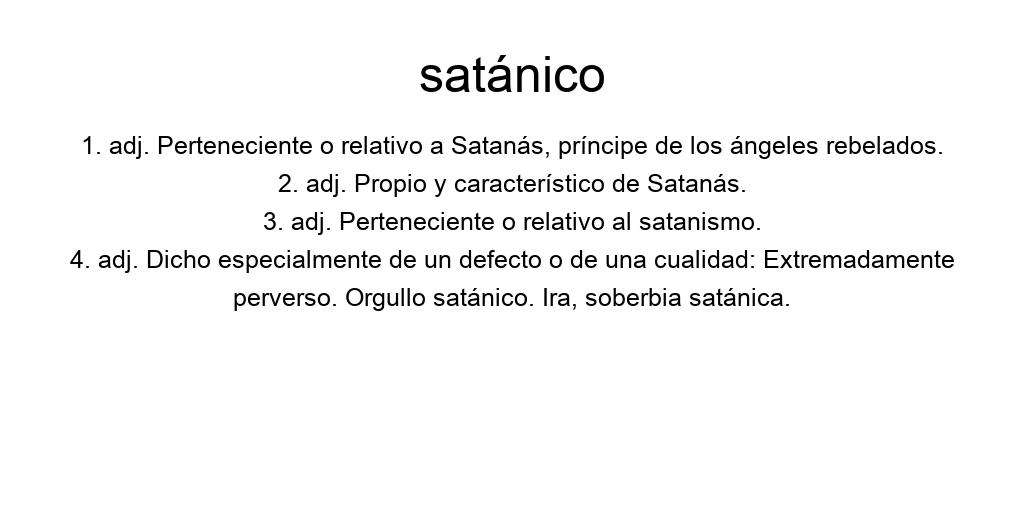 satánico
1. adj. Perteneciente o relativo a Satanás, príncipe de los ángeles rebelados.
2. adj. Propio y característico de Satanás.
3. adj. Perteneciente o relativo al satanismo.
4. adj. Dicho especialmente de un defecto o de una cualidad: Extremadamente
perverso. Orgullo satánico. Ira, soberbia satánica.